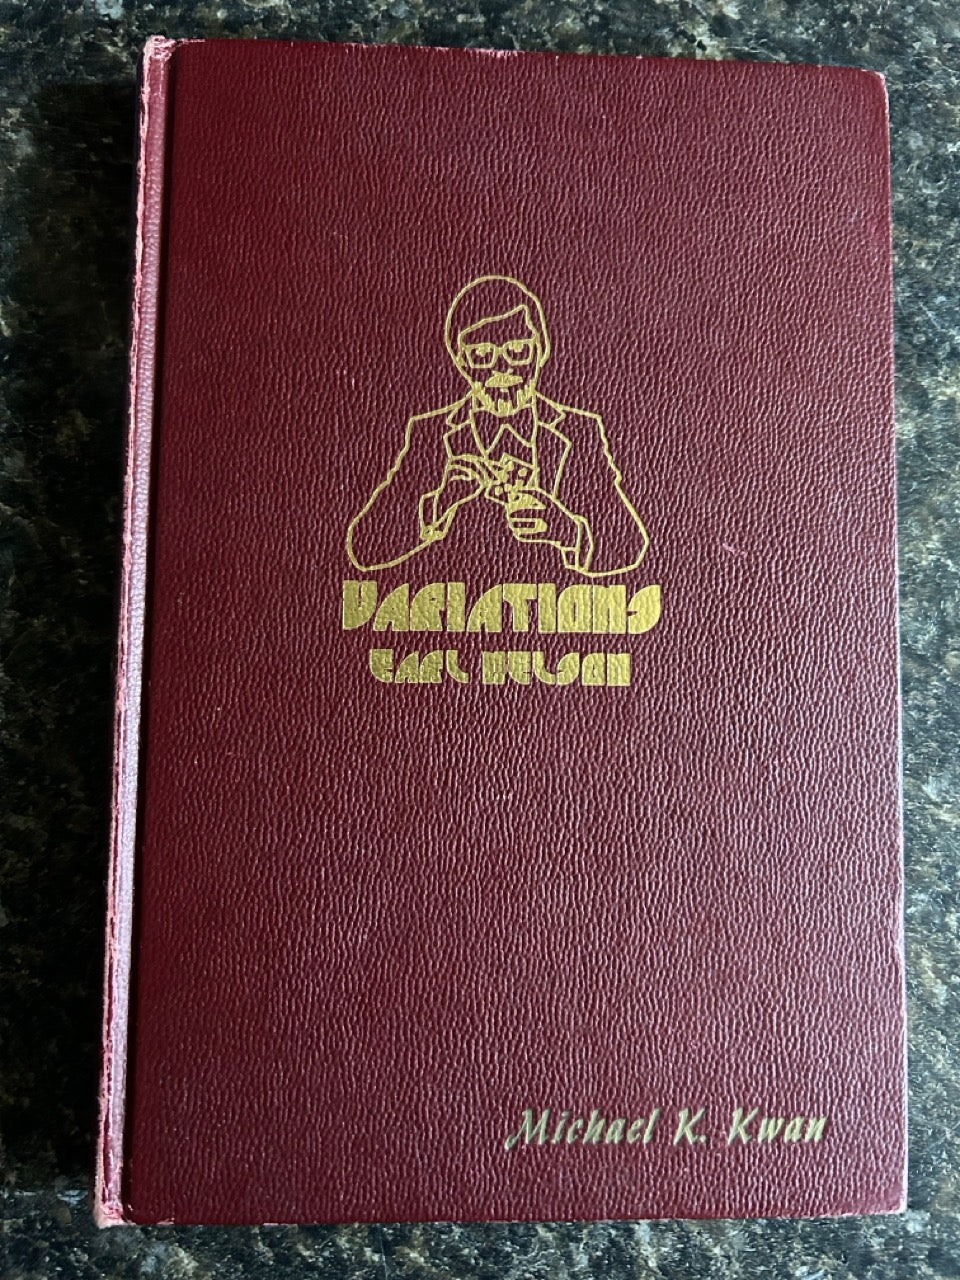 VARIATIONS
EARL NELSON
Michael K. Kwan